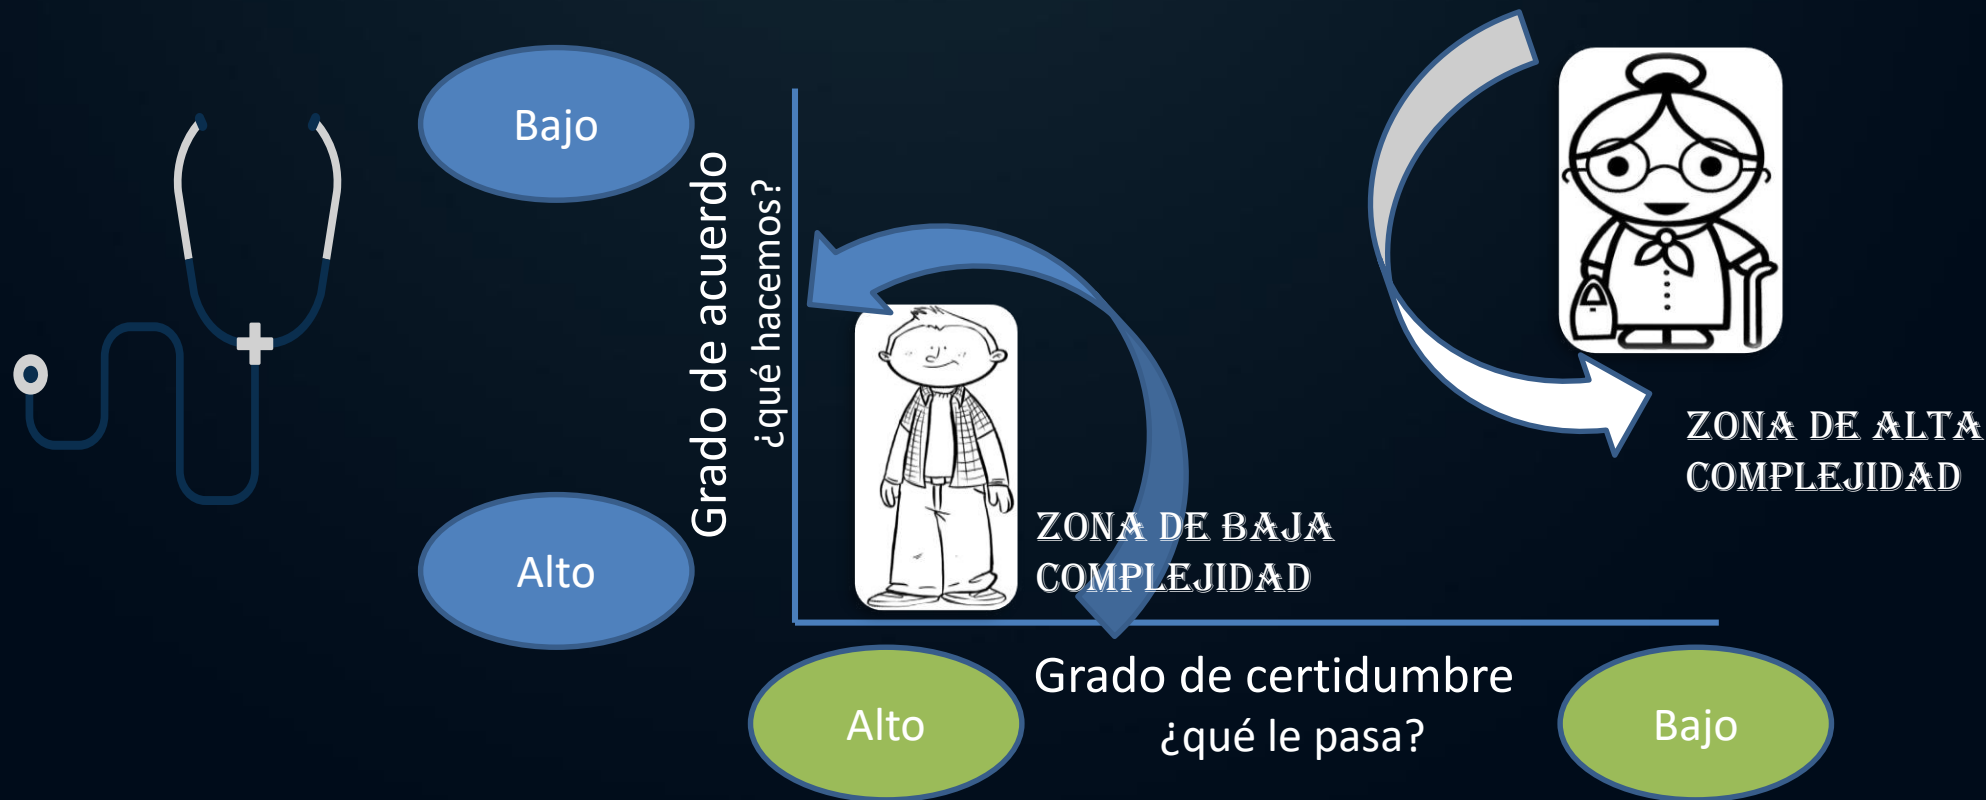 Bajo
Grado de acuerdo
¿qué hacemos?
Alto
ZONA DE ALTA
COMPLEJIDAD
ZONA DE BAJA
COMPLEJIDAD
Alto
Grado de certidumbre
¿qué le pasa?
Bajo